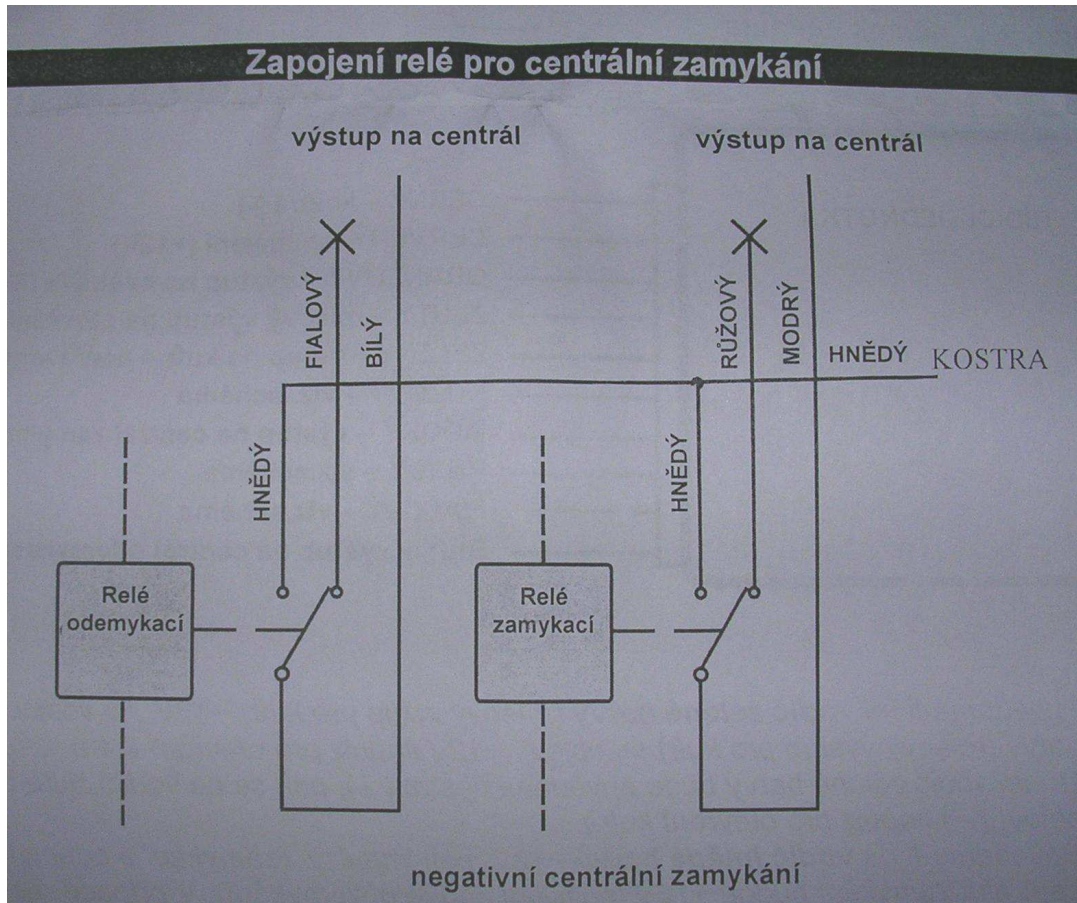 Zapojení relé pro centrální zamykání
výstup na centrál
výstup na centrál
FIALOVÝ
BÍLÝ
RŮŽOVÝ
MODRÝ
HNĚDÝ KOSTRA
HNĚDÝ
HNĚDÝ
Relé
odemykací
Relé
zamykací
negativní centrální zamykání